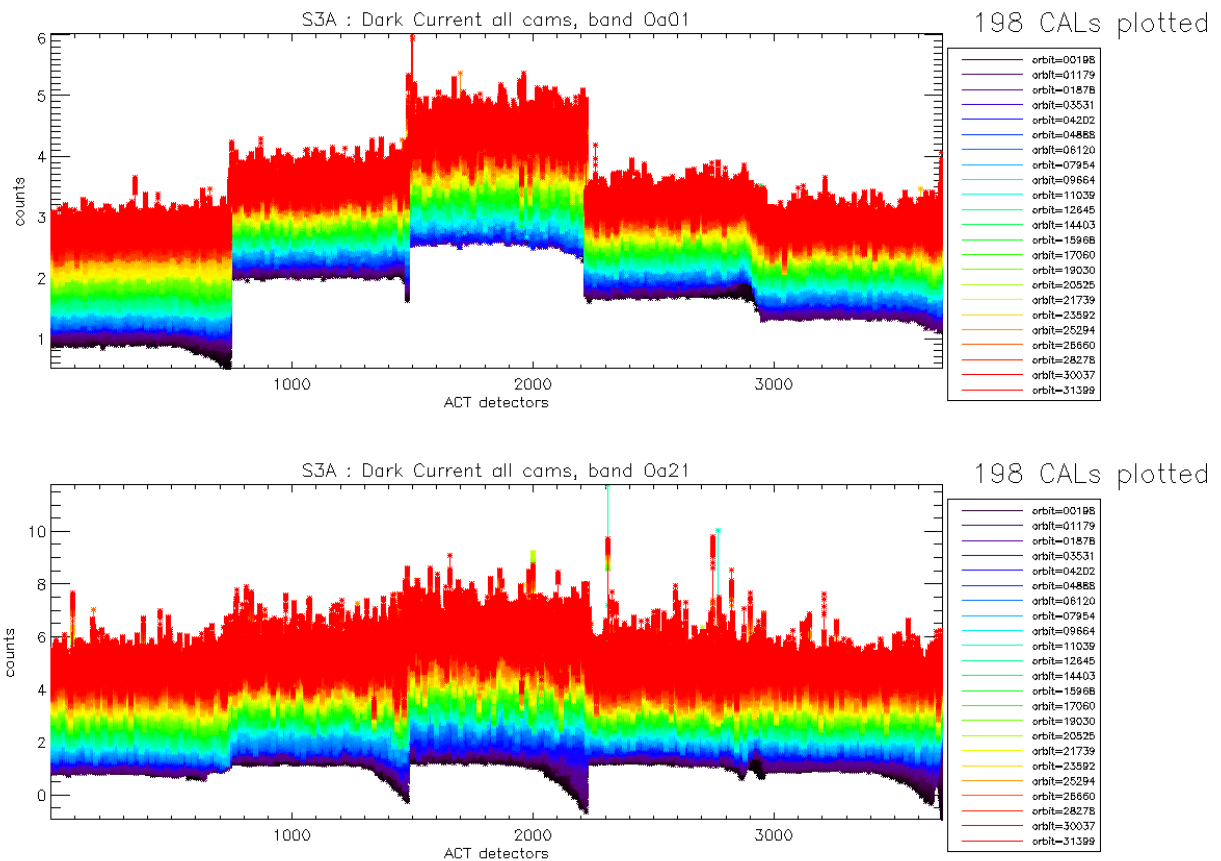 S3A : Dark Current all cams, band Oa01
198 CALs plotted
6
5
4
3
2
1
counts
1000 2000 3000
ACT detectors
orbit=00198
orbit=01179
orbit=01878
orbit=03531
orbit=04202
orbit=04888
orbit=06120
orbit=07954
orbit=09664
orbit=11039
orbit=12645
orbit=14403
orbit=15968
orbit=17060
orbit=19030
orbit=20525
orbit=21739
orbit=23592
orbit=25294
orbit=26660
orbit=28278
orbit=30037
orbit=31399
S3A : Dark Current all cams, band Oa21
198 CALs plotted
10
8
6
4
2
0
counts
1000 2000 3000
ACT detectors
orbit=00198
orbit=01179
orbit=01878
orbit=03531
orbit=04202
orbit=04888
orbit=06120
orbit=07954
orbit=09664
orbit=11039
orbit=12645
orbit=14403
orbit=15968
orbit=17060
orbit=19030
orbit=20525
orbit=21739
orbit=23592
orbit=25294
orbit=26660
orbit=28278
orbit=30037
orbit=31399